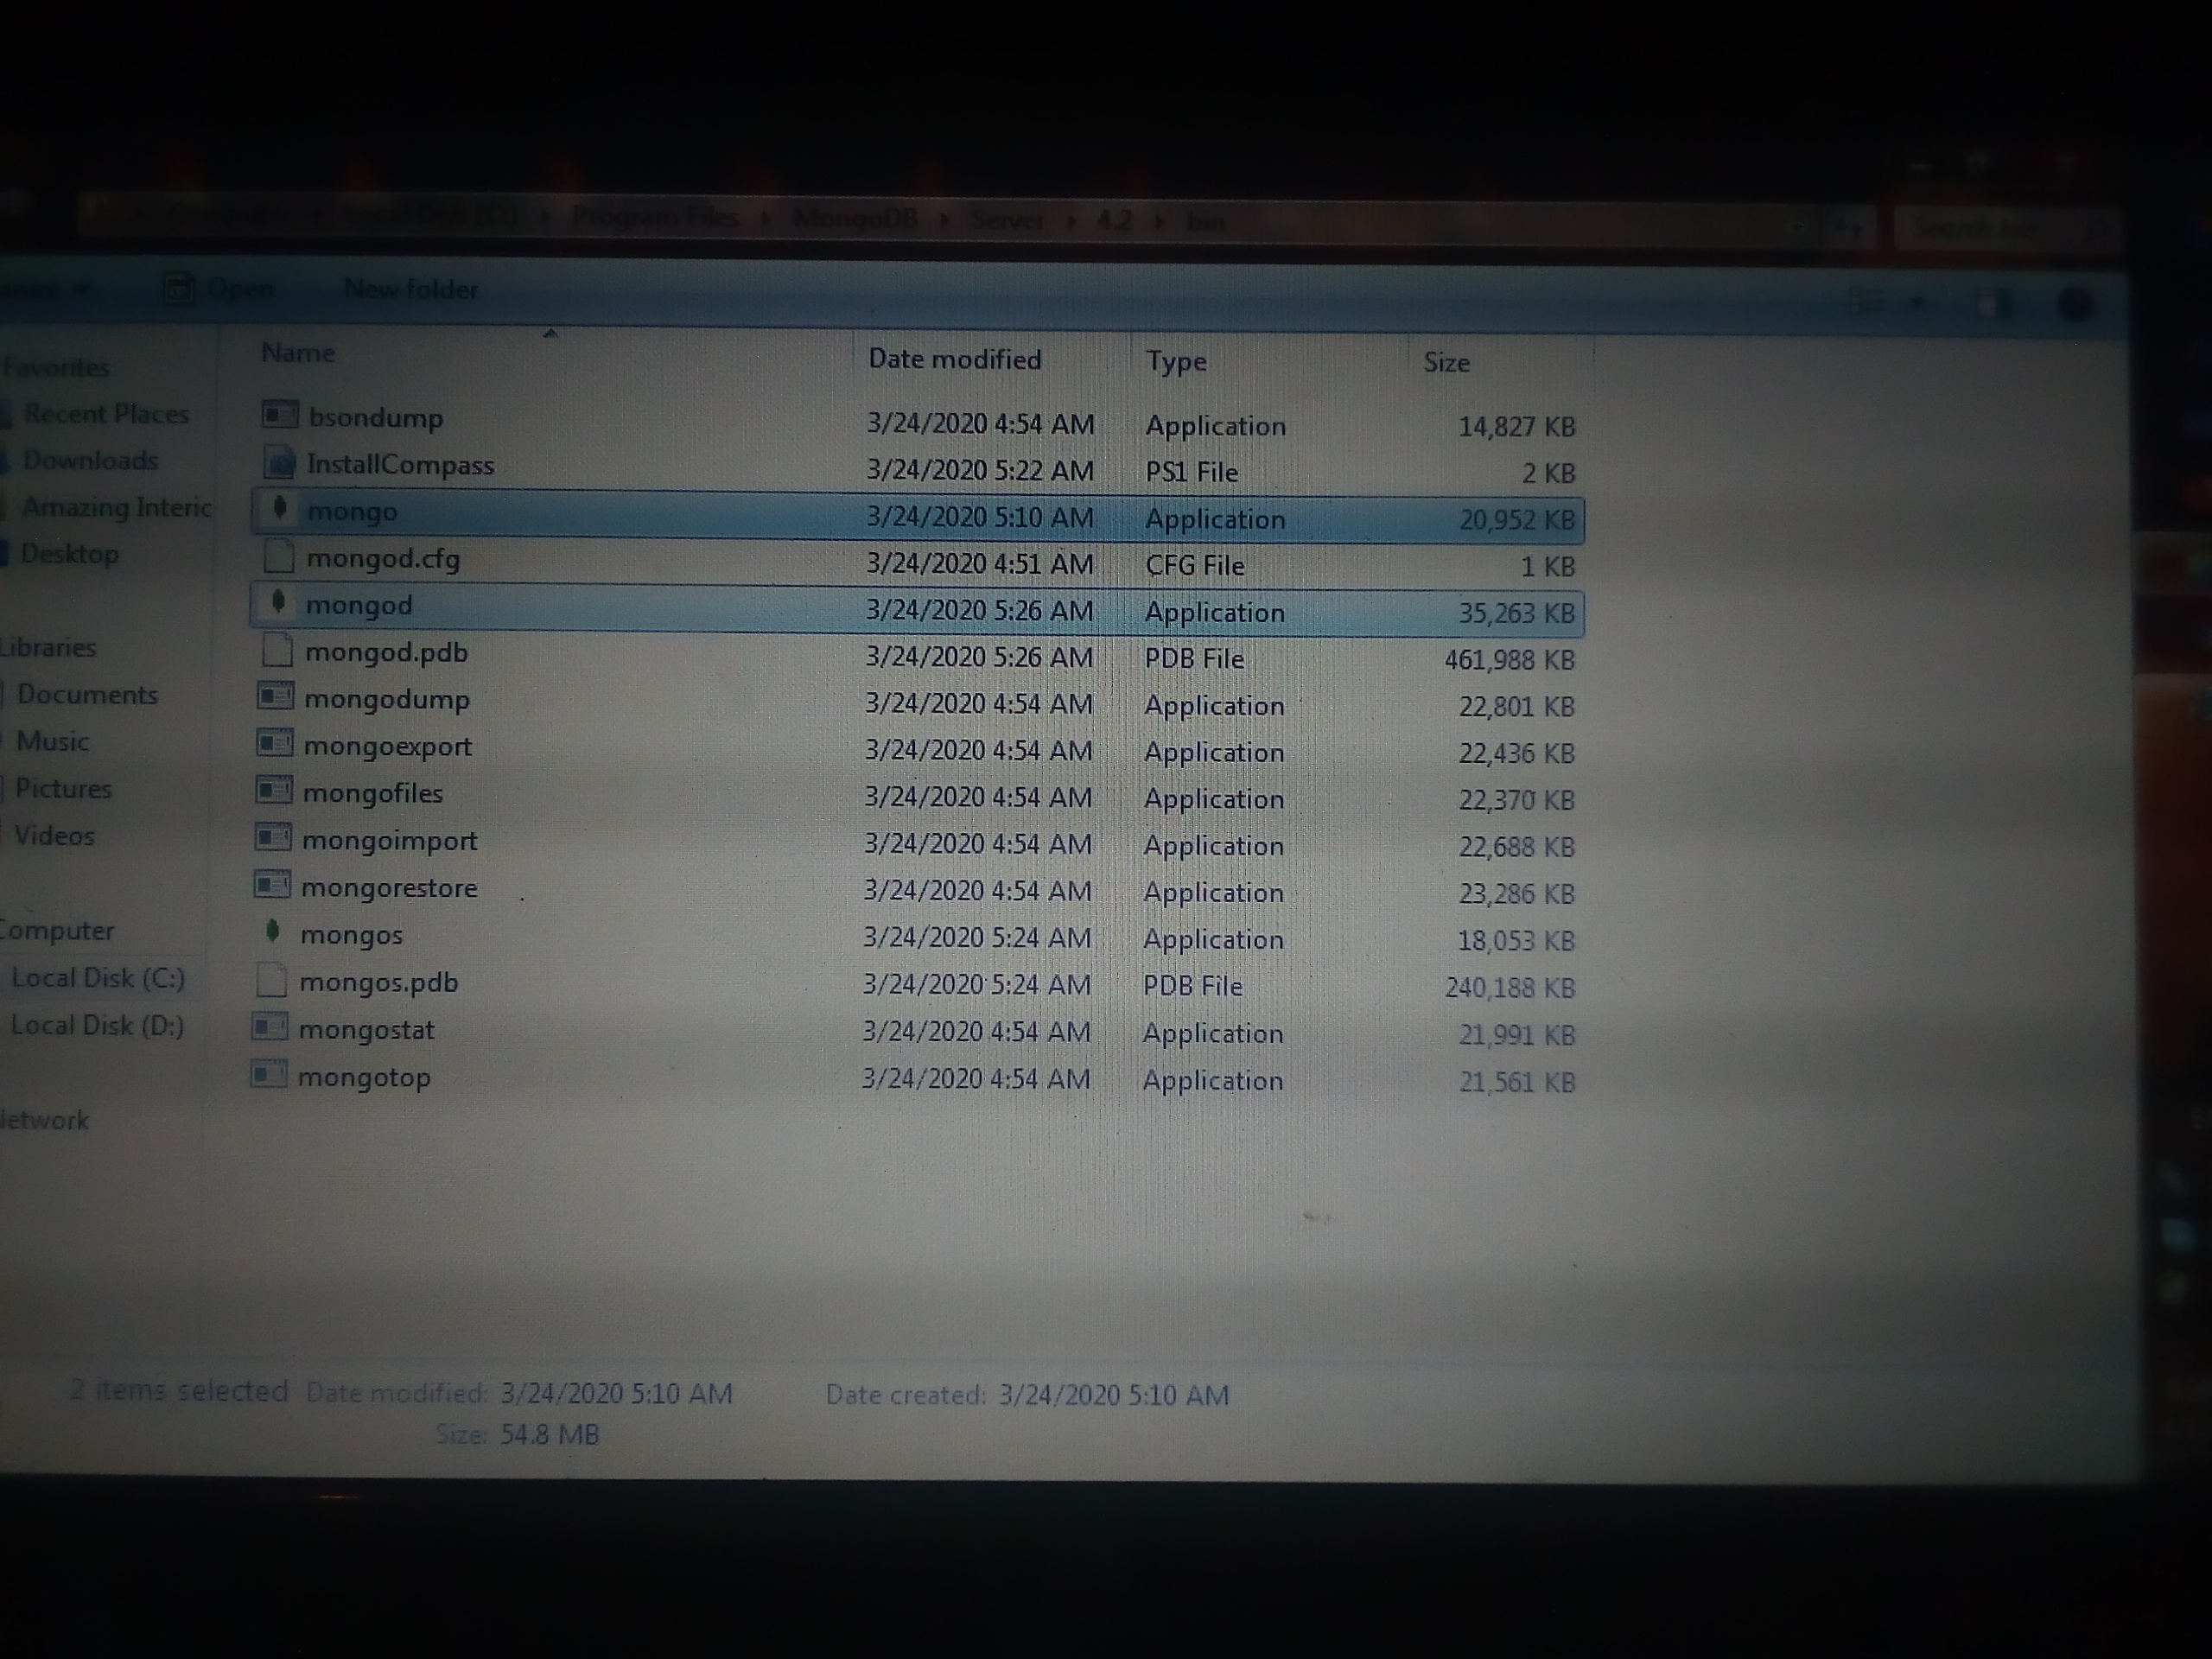 Computer Local Disk (C:) Program Files MongoDB Server 4.2 bin Search bin
Open New folder
Name Date modified Type Size
Favorites
Recent Places
Downloads
Amazing Interic
Desktop
Libraries
Documents
Music
Pictures
Videos
Computer
Local Disk (C:)
Local Disk (D:)
Network
bsondump 3/24/2020 4:54 AM Application 14,827 KB
InstallCompass 3/24/2020 5:22 AM PS1 File 2 KB
mongo 3/24/2020 5:10 AM Application 20,952 KB
mongod.cfg 3/24/2020 4:51 AM CFG File 1 KB
mongod 3/24/2020 5:26 AM Application 35,263 KB
mongod.pdb 3/24/2020 5:26 AM PDB File 461,988 KB
mongodump 3/24/2020 4:54 AM Application 22,801 KB
mongoexport 3/24/2020 4:54 AM Application 22,436 KB
mongofiles 3/24/2020 4:54 AM Application 22,370 KB
mongoimport 3/24/2020 4:54 AM Application 22,688 KB
mongorestore 3/24/2020 4:54 AM Application 23,286 KB
mongos 3/24/2020 5:24 AM Application 18,053 KB
mongos.pdb 3/24/2020 5:24 AM PDB File 240,188 KB
mongostat 3/24/2020 4:54 AM Application 21,991 KB
mongotop 3/24/2020 4:54 AM Application 21,561 KB
2 items selected Date modified: 3/24/2020 5:10 AM Date created: 3/24/2020 5:10 AM
Size: 54.8 MB